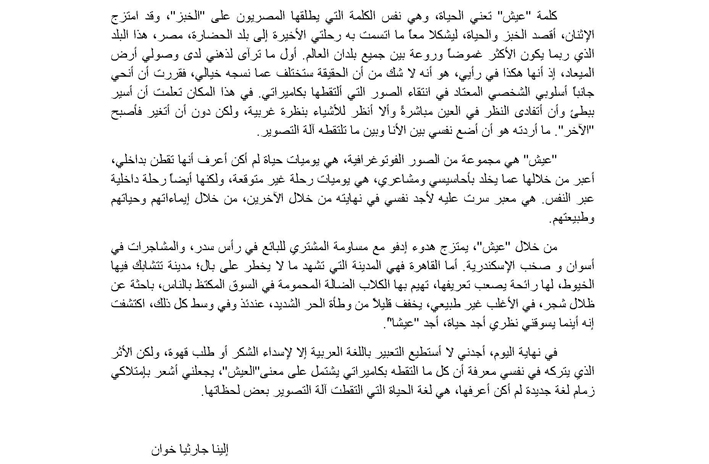 كلمة "عيش" تعني الحياة، وهي نفس الكلمة التي يطلقها المصريون على "الخبز"، وقد امتزج
الإثنان، أقصد الخبز والحياة، ليشكلا معاً ما اتسمت به رحلتي الأخيرة إلى بلد الحضارة، مصر، هذا البلد
الذي ربما يكون الأكثر غموضاً وروعة بين جميع بلدان العالم. أول ما ترآى لذهني لدى وصولي أرض
الميعاد، إذ أنها هكذا في رأيي، هو أنه لا شك من أن الحقيقة ستختلف عما نسجه خيالي، فقررت أن أنحي
جانباً أسلوبي الشخصي المعتاد في انتقاء الصور التي ألتقطها بكاميراتي. في هذا المكان تعلمت أن أسير
ببطئ وأن أتفادى النظر في العين مباشرةً وألا أنظر للأشياء بنظرة غربية، ولكن دون أن أتغير فأصبح
"الآخر". ما أردته هو أن أضع نفسي بين الأنا وبين ما تلتقطه آلة التصوير.
"عيش" هي مجموعة من الصور الفوتوغرافية، هي يوميات حياة لم أكن أعرف أنها تقطن بداخلي،
أعبر من خلالها عما يخلد بأحاسيسي ومشاعري، هي يوميات رحلة غير متوقعة، ولكنها أيضاً رحلة داخلية
عبر النفس. هي معبر سرت عليه لأجد نفسي في نهايته من خلال الآخرين، من خلال إيماءاتهم وحياتهم
وطبيعتهم.
من خلال "عيش"، يمتزج هدوء إدفو مع مساومة المشتري للبائع في رأس سدر، والمشاجرات في
أسوان و صخب الإسكندرية. أما القاهرة فهي المدينة التي تشهد ما لا يخطر على بال؛ مدينة تتشابك فيها
الخيوط، لها رائحة يصعب تعريفها، تهيم بها الكلاب الضالة المحمومة في السوق المكتظ بالناس، باحثة عن
ظلال شجر، في الأغلب غير طبيعي، يخفف قليلاً من وطأة الحر الشديد، عندئذ وفي وسط كل ذلك، اكتشفت
إنه أينما يسوقني نظري أجد حياة، أجد "عيشاً".
في نهاية اليوم، أجدني لا أستطيع التعبير باللغة العربية إلا لإسداء الشكر أو طلب قهوة، ولكن الأثر
الذي يتركه في نفسي معرفة أن كل ما التقطه بكاميراتي يشتمل على معنى"العيش"، يجعلني أشعر بإمتلاكي
زمام لغة جديدة لم أكن أعرفها، هي لغة الحياة التي التقطت آلة التصوير بعض لحظاتها.
إلينا جارثيا خوان